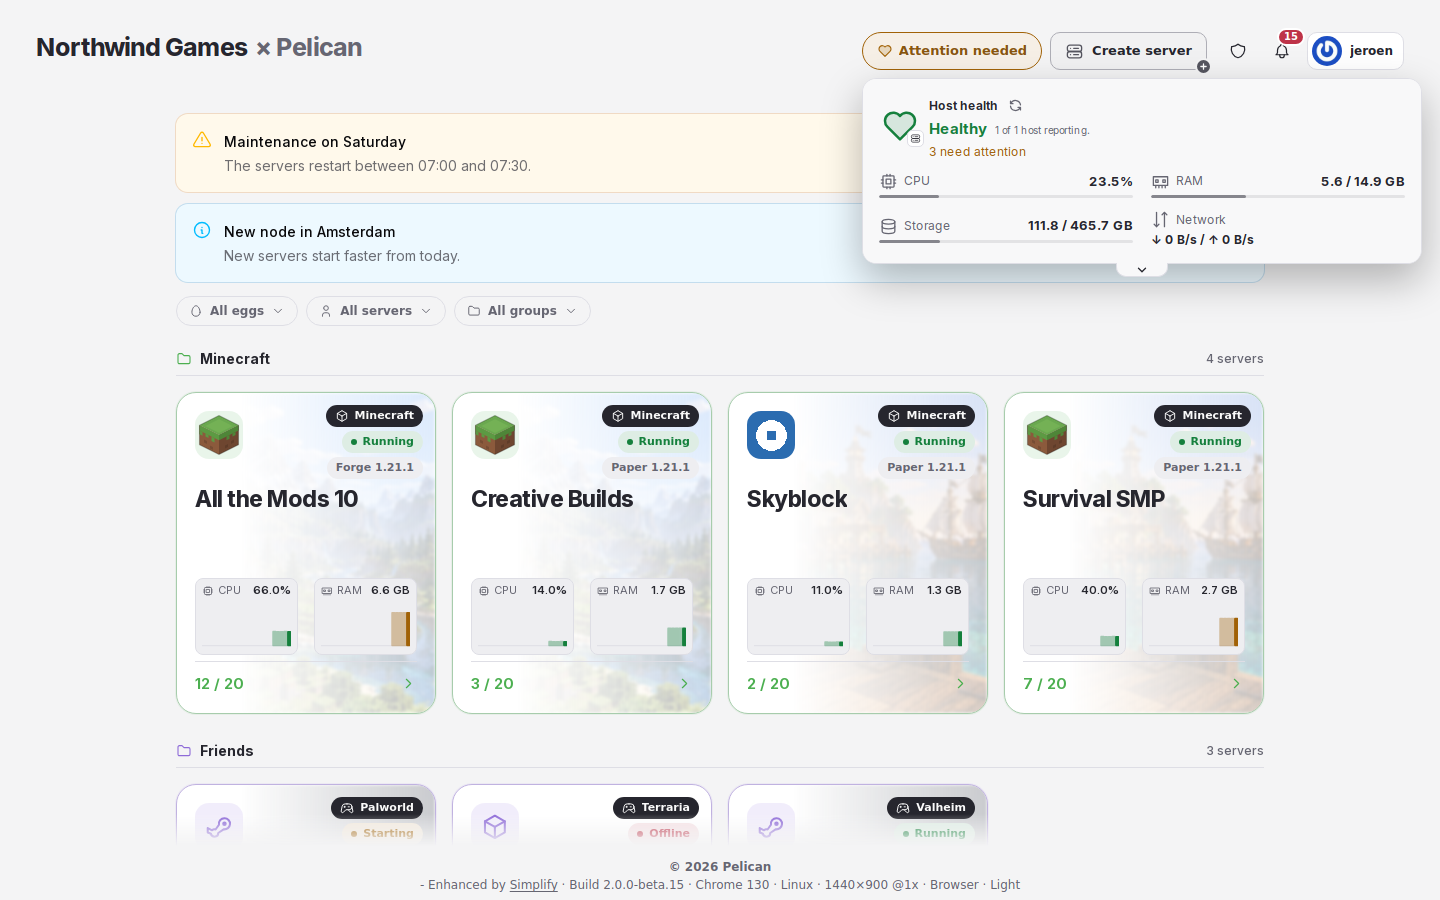 Northwind Games × Pelican
Attention needed
Create server
15
jeroen
Host health
Healthy 1 of 1 host reporting.
3 need attention
CPU 23.5%
RAM 5.6 / 14.9 GB
Storage 111.8 / 465.7 GB
Network
↓ 0 B/s / ↑ 0 B/s
Maintenance on Saturday
The servers restart between 07:00 and 07:30.
New node in Amsterdam
New servers start faster from today.
All eggs
All servers
All groups
Minecraft
4 servers
Minecraft
Running
Forge 1.21.1
All the Mods 10
CPU 66.0%
RAM 6.6 GB
12 / 20
Minecraft
Running
Paper 1.21.1
Creative Builds
CPU 14.0%
RAM 1.7 GB
3 / 20
Minecraft
Running
Paper 1.21.1
Skyblock
CPU 11.0%
RAM 1.3 GB
2 / 20
Minecraft
Running
Paper 1.21.1
Survival SMP
CPU 40.0%
RAM 2.7 GB
7 / 20
Friends
3 servers
Palworld
Starting
Terraria
Offline
Valheim
Running
© 2026 Pelican
- Enhanced by Simplify · Build 2.0.0-beta.15 · Chrome 130 · Linux · 1440×900 @1x · Browser · Light